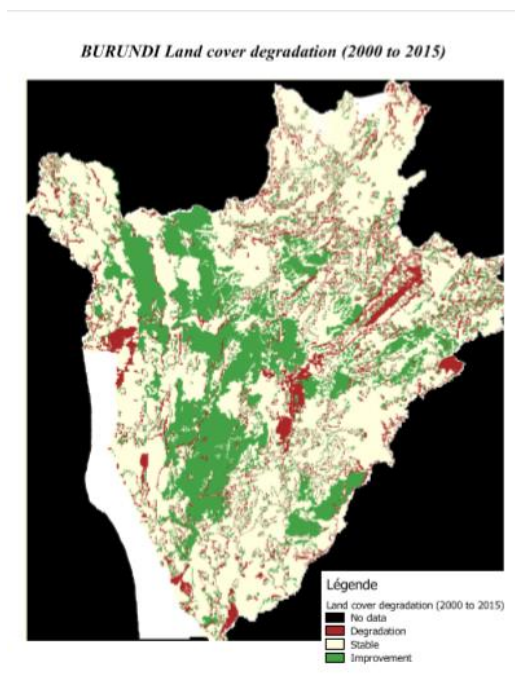 BURUNDI Land cover degradation (2000 to 2015)
Légende
Land cover degradation (2000 to 2015)
No data
Degradation
Stable
Improvement